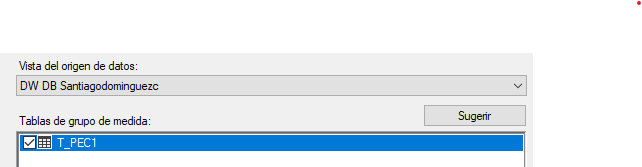 Vista del origen de datos:
DW DB Santiagodominguezc
Sugerir
Tablas de grupo de medida:
T_PEC1